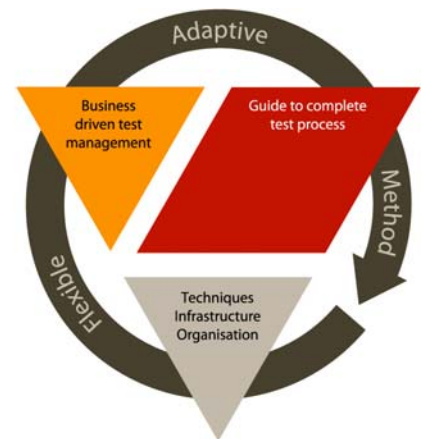 Adaptive
Business
driven test
management
Guide to complete
test process
Method
Flexible
Techniques
Infrastructure
Organisation